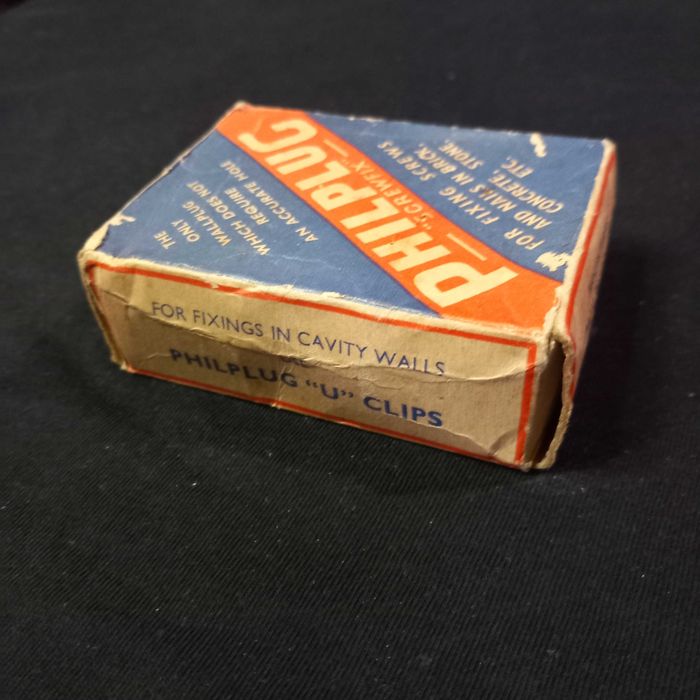 FOR FIXING SCREWS
AND NAILS IN BRICK,
CONCRETE, STONE,
ETC.
PHILPLUG
"SCREWFIX"
THE
ONLY
WALLPLUG
WHICH DOES NOT
REQUIRE
AN ACCURATE HOLE
FOR FIXINGS IN CAVITY WALLS
USE
PHILPLUG "U" CLIPS